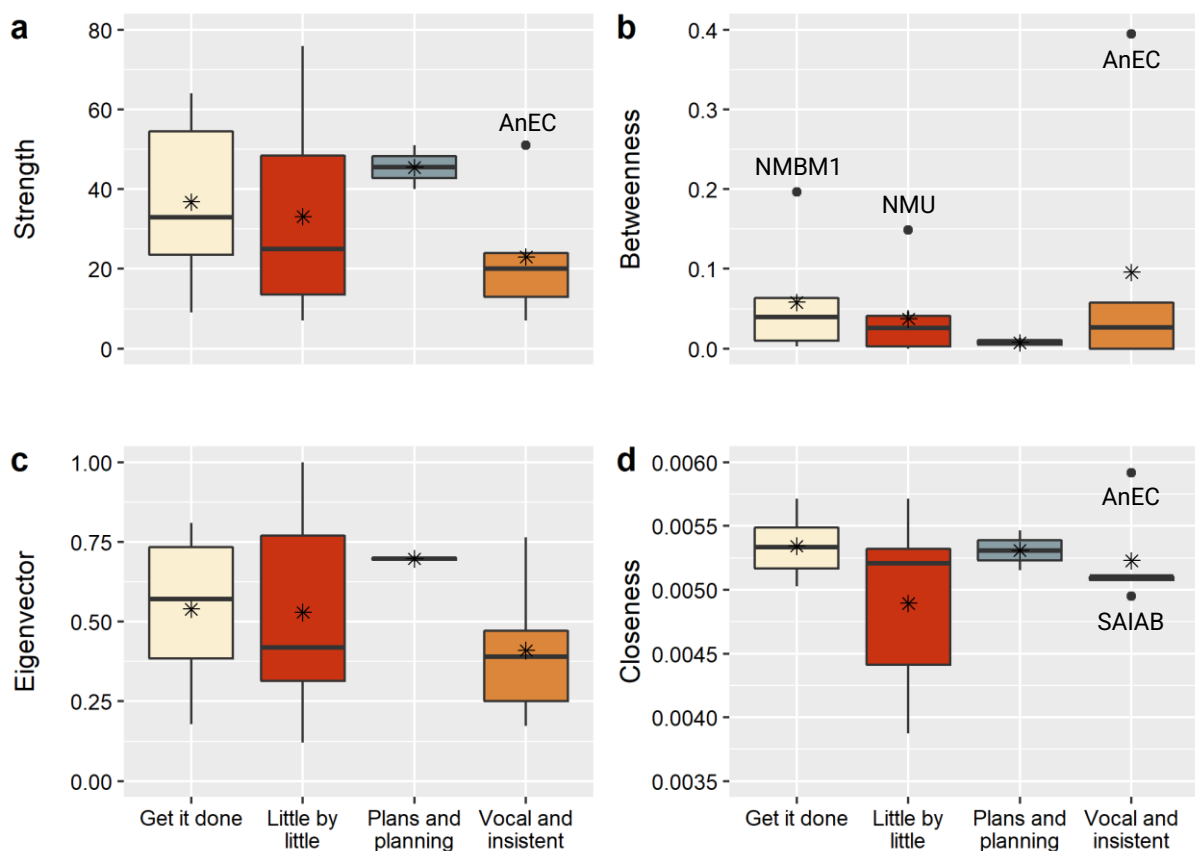 a
80
60
40
20
0
Strength
AnEC
b
0.4
0.3
0.2
0.1
0.0
Betweenness
NMBM1
NMU
AnEC
c
1.00
0.75
0.50
0.25
0.00
Eigenvector
Get it done
Little by
little
Plans and
planning
Vocal and
insistent
d
0.0060
0.0055
0.0050
0.0045
0.0040
0.0035
Closeness
AnEC
SAIAB
Get it done
Little by
little
Plans and
planning
Vocal and
insistent